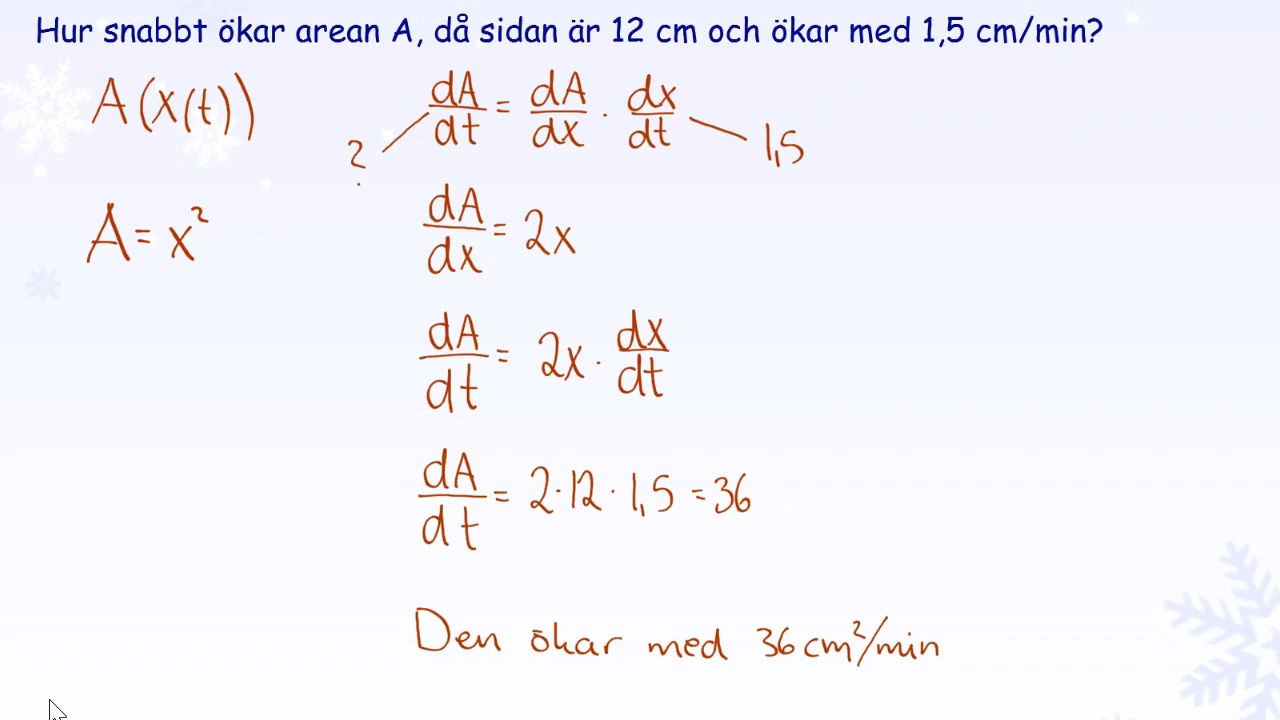 Hur snabbt ökar arean A, då sidan är 12 cm och ökar med 1,5 cm/min?
A(x(t))
dA/dt = dA/dx · dx/dt
?
1,5
A = x²
dA/dx = 2x
dA/dt = 2x · dx/dt
dA/dt = 2·12 · 1,5 = 36
Den ökar med 36 cm²/min